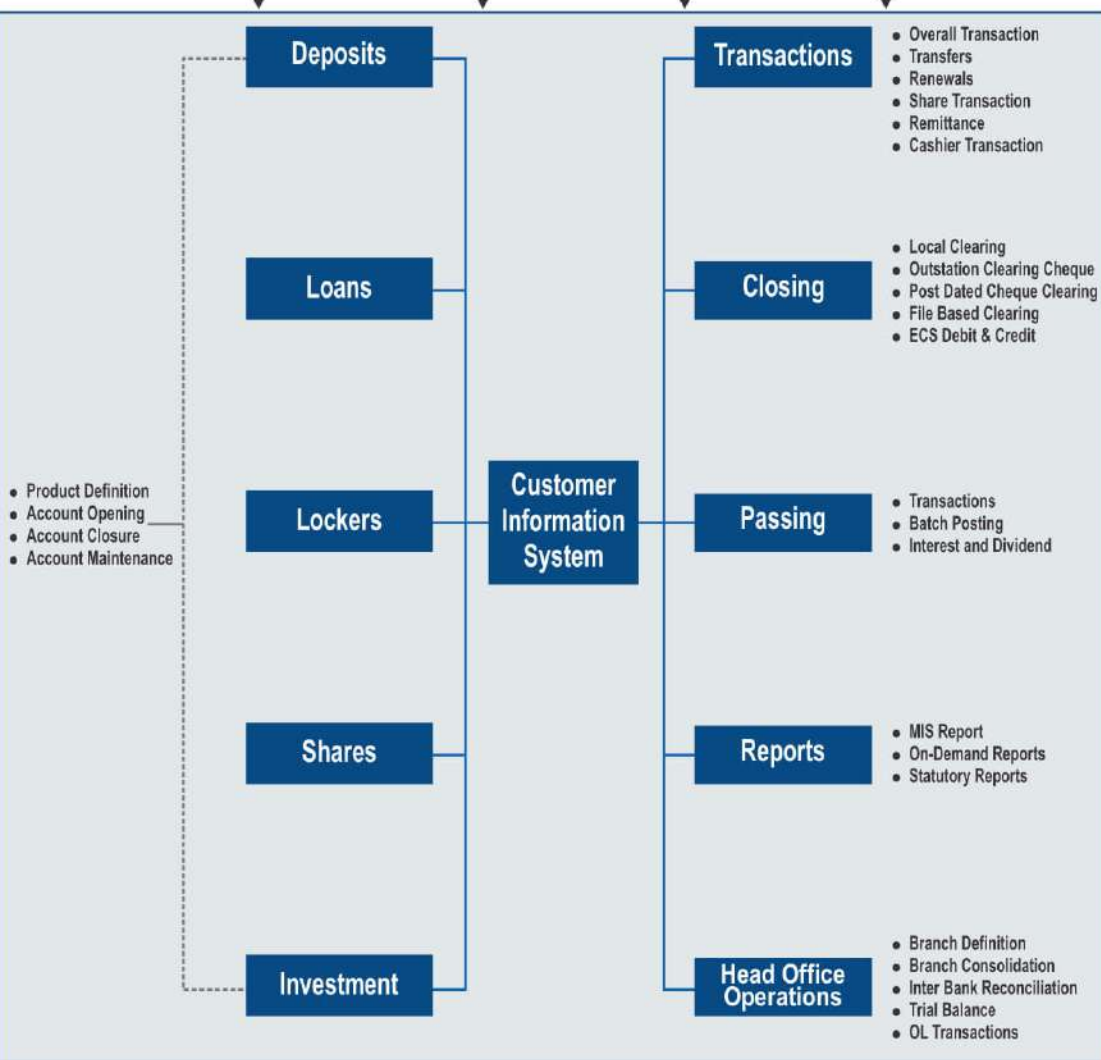 Deposits
Loans
Lockers
Shares
Investment
• Product Definition
• Account Opening
• Account Closure
• Account Maintenance
Customer
Information
System
Transactions
• Overall Transaction
• Transfers
• Renewals
• Share Transaction
• Remittance
• Cashier Transaction
Closing
• Local Clearing
• Outstation Clearing Cheque
• Post Dated Cheque Clearing
• File Based Clearing
• ECS Debit & Credit
Passing
• Transactions
• Batch Posting
• Interest and Dividend
Reports
• MIS Report
• On-Demand Reports
• Statutory Reports
Head Office
Operations
• Branch Definition
• Branch Consolidation
• Inter Bank Reconciliation
• Trial Balance
• OL Transactions